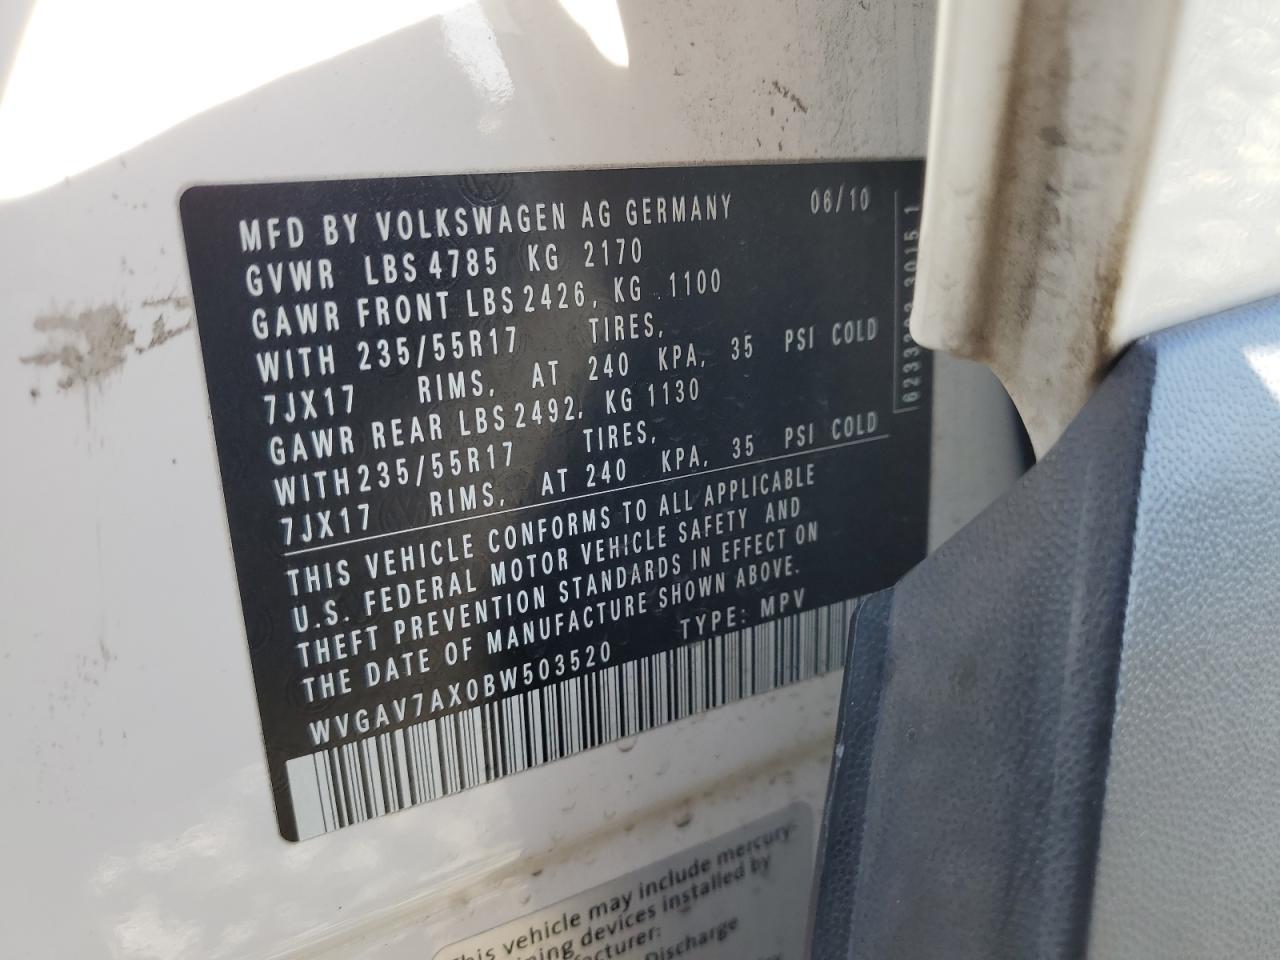 MFD BY VOLKSWAGEN AG GERMANY 06/10
GVWR LBS 4785 KG 2170
GAWR FRONT LBS 2426, KG 1100
WITH 235/55R17 TIRES,
7JX17 RIMS, AT 240 KPA, 35 PSI COLD
GAWR REAR LBS 2492, KG 1130
WITH 235/55R17 TIRES,
7JX17 RIMS, AT 240 KPA, 35 PSI COLD
THIS VEHICLE CONFORMS TO ALL APPLICABLE
U.S. FEDERAL MOTOR VEHICLE SAFETY AND
THEFT PREVENTION STANDARDS IN EFFECT ON
THE DATE OF MANUFACTURE SHOWN ABOVE.
WVGAV7AX0BW503520 TYPE: MPV
This vehicle may include mercury-
devices installed by
Discharge